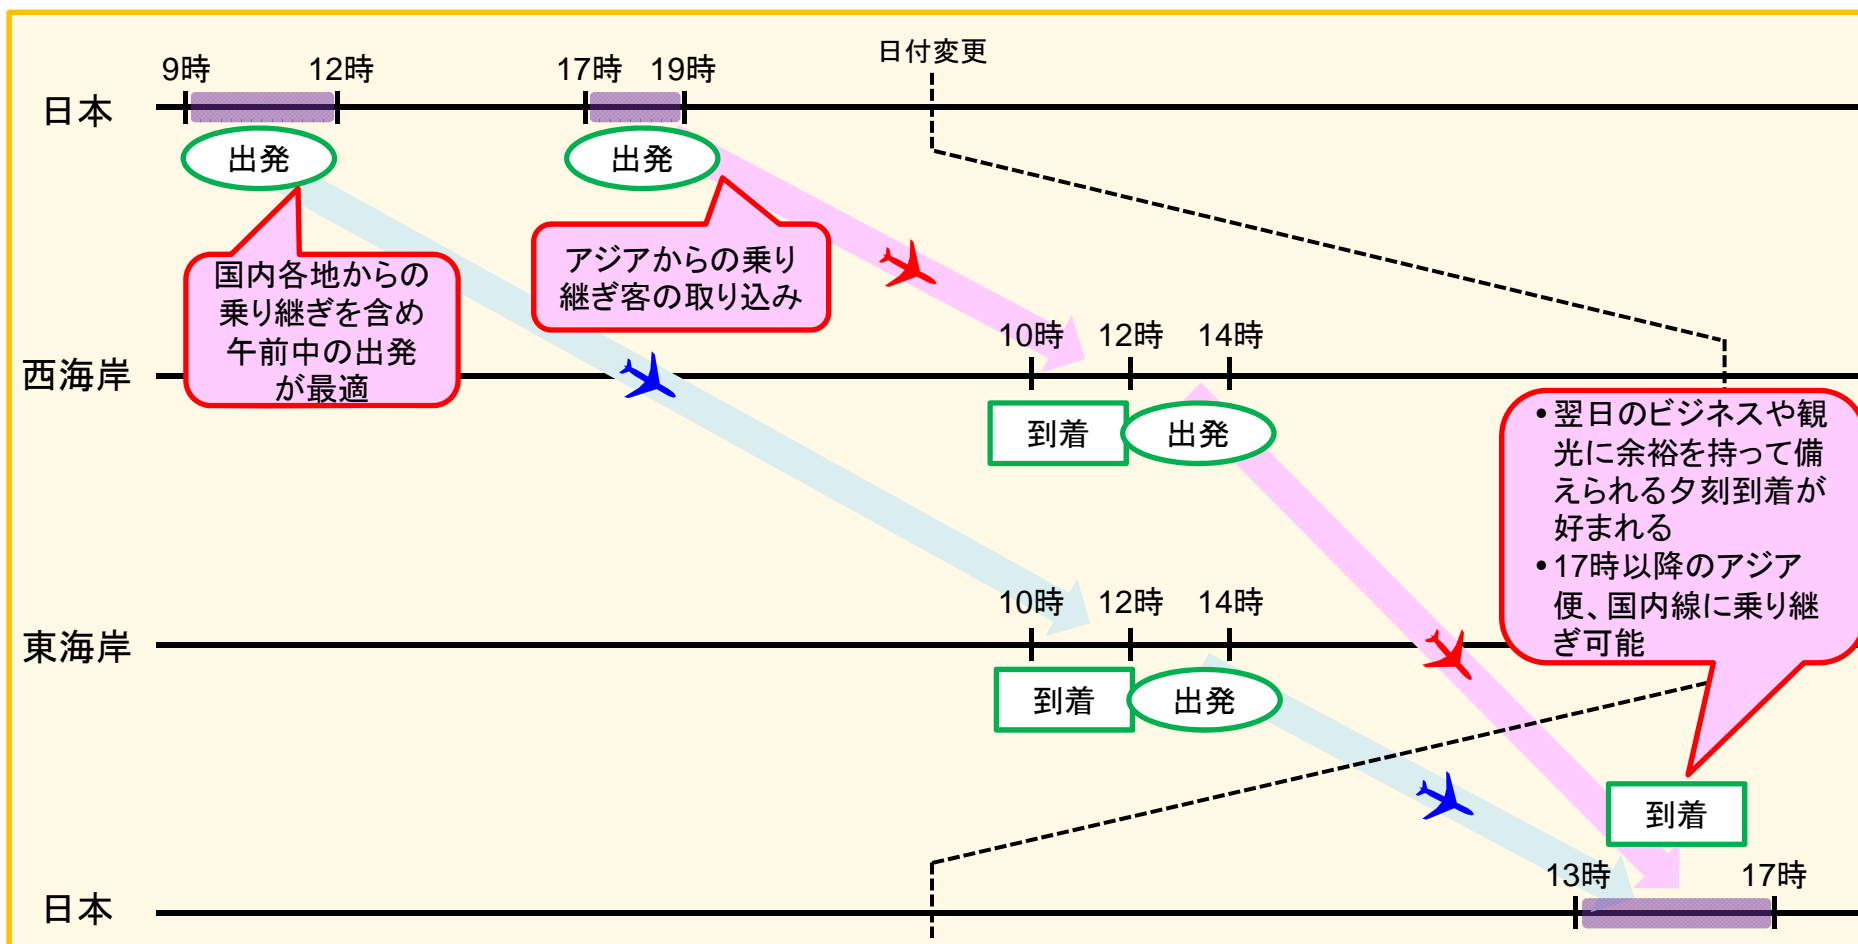 日付変更
9時
12時
17時
19時
日本
出発
出発
国内各地からの
乗り継ぎを含め
午前中の出発
が最適
アジアからの乗り
継ぎ客の取り込み
10時
12時
14時
西海岸
到着
出発
•翌日のビジネスや観
光に余裕を持って備
えられる夕刻到着が
好まれる
•17時以降のアジア
便、国内線に乗り継
ぎ可能
10時
12時
14時
東海岸
到着
出発
到着
13時
17時
日本